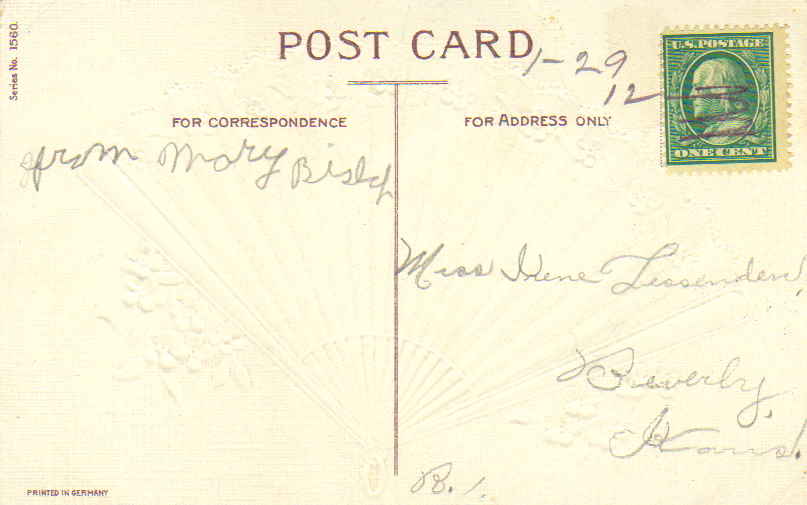 Series No. 1560.
POST CARD
1-29
12
U.S. POSTAGE
ONE CENT
FOR CORRESPONDENCE
FOR ADDRESS ONLY
from Mary
Miss Irene Lessenden,
Beverly,
Kans.
R. 1.
PRINTED IN GERMANY